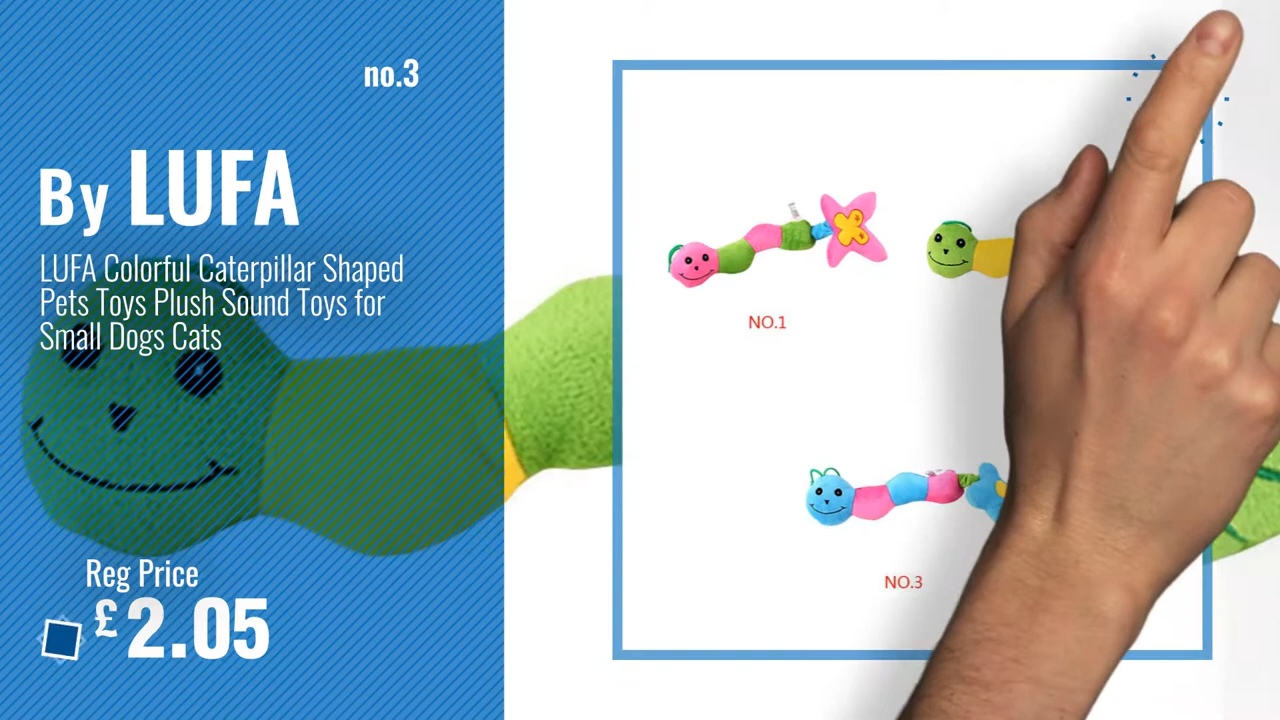 no.3
By LUFA
LUFA Colorful Caterpillar Shaped
Pets Toys Plush Sound Toys for
Small Dogs Cats
Reg Price
£2.05
NO.1
NO.3